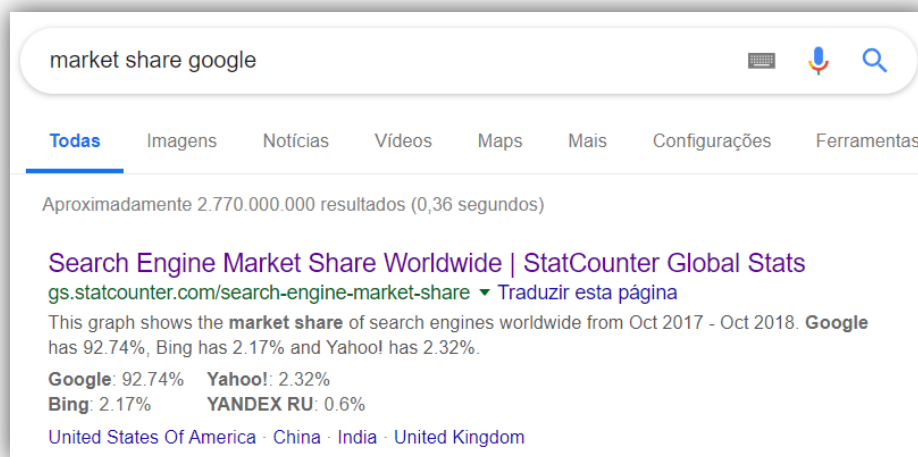 market share google
Todas Imagens Notícias Vídeos Maps Mais Configurações Ferramentas
Aproximadamente 2.770.000.000 resultados (0,36 segundos)
Search Engine Market Share Worldwide | StatCounter Global Stats
gs.statcounter.com/search-engine-market-share ▾ Traduzir esta página
This graph shows the market share of search engines worldwide from Oct 2017 - Oct 2018. Google
has 92.74%, Bing has 2.17% and Yahoo! has 2.32%.
Google: 92.74% Yahoo!: 2.32%
Bing: 2.17% YANDEX RU: 0.6%
United States Of America · China · India · United Kingdom